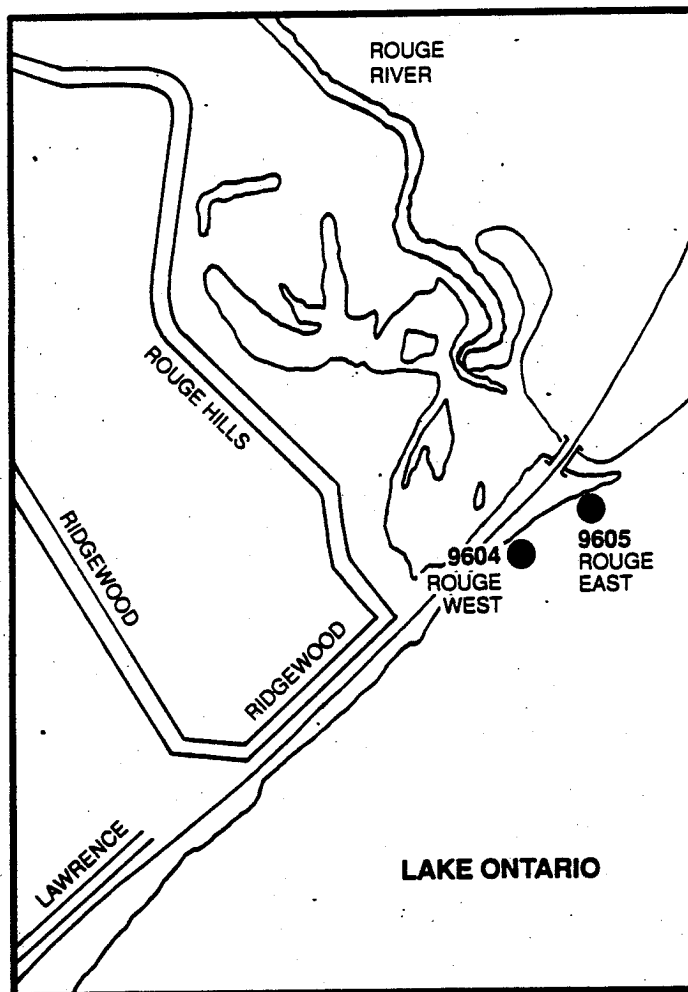 ROUGE
RIVER
ROUGE HILLS
RIDGEWOOD
9604
ROUGE
WEST
9605
ROUGE
EAST
RIDGEWOOD
LAWRENCE
LAKE ONTARIO